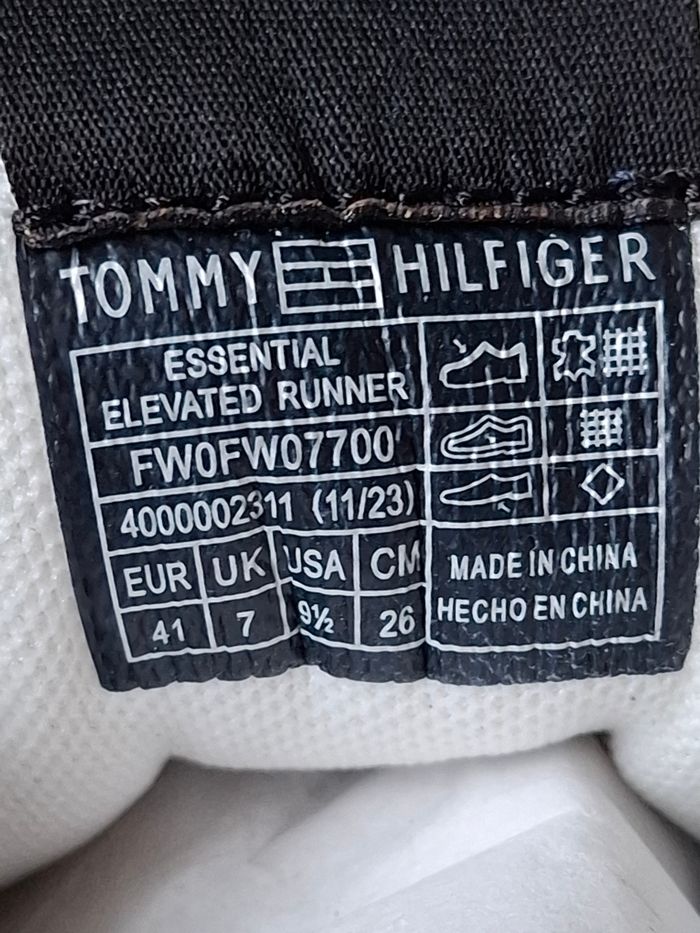 TOMMY HILFIGER
ESSENTIAL
ELEVATED RUNNER
FW0FW07700
4000002311 (11/23)
EUR UK USA CM
41 7 9½ 26
MADE IN CHINA
HECHO EN CHINA